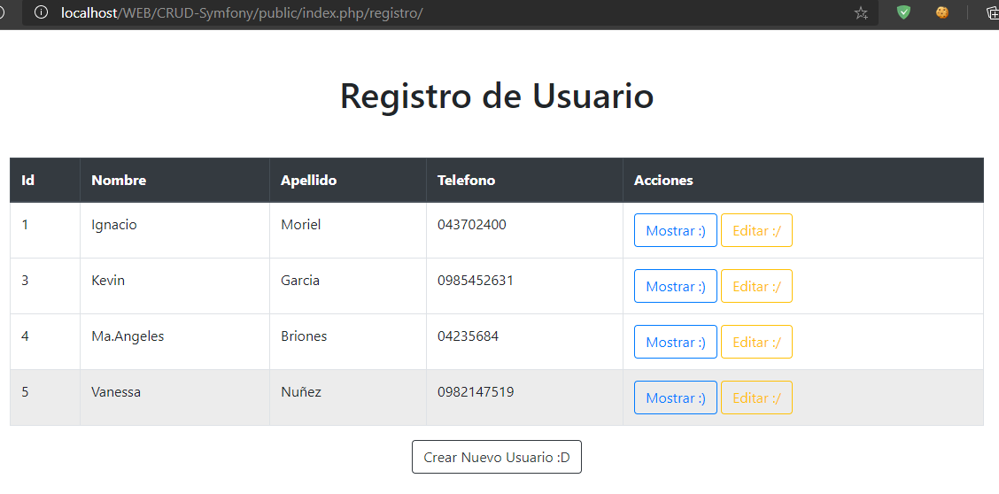 localhost/WEB/CRUD-Symfony/public/index.php/registro/
Registro de Usuario
Id Nombre Apellido Telefono Acciones
1 Ignacio Moriel 043702400 Mostrar :) Editar :/
3 Kevin Garcia 0985452631 Mostrar :) Editar :/
4 Ma.Angeles Briones 04235684 Mostrar :) Editar :/
5 Vanessa Nuñez 0982147519 Mostrar :) Editar :/
Crear Nuevo Usuario :D